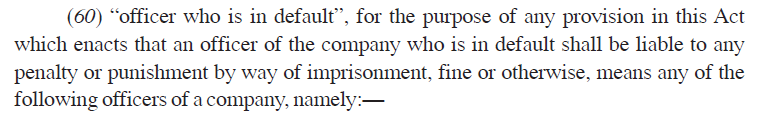 (60) “officer who is in default”, for the purpose of any provision in this Act
which enacts that an officer of the company who is in default shall be liable to any
penalty or punishment by way of imprisonment, fine or otherwise, means any of the
following officers of a company, namely:—